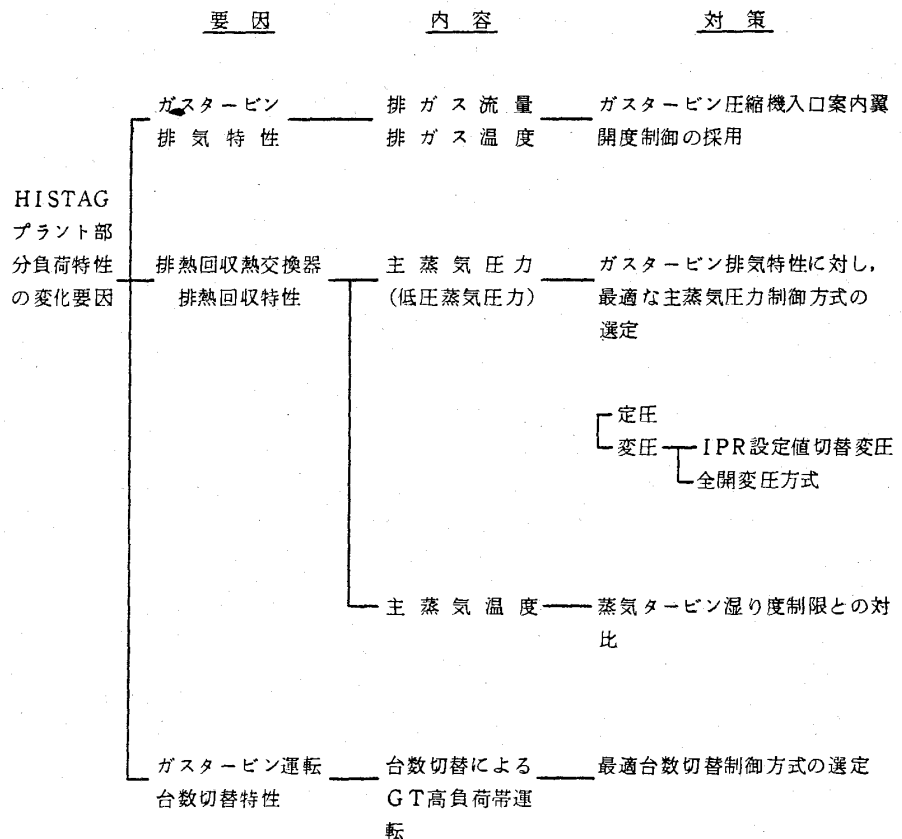 要因 内容 対策
ガスタービン
排気特性
排ガス流量
排ガス温度
ガスタービン圧縮機入口案内翼
開度制御の採用
HISTAG
プラント部
分負荷特性
の変化要因
排熱回収熱交換器
排熱回収特性
主蒸気圧力
(低圧蒸気圧力)
ガスタービン排気特性に対し,
最適な主蒸気圧力制御方式の
選定
定圧
変圧
IPR設定値切替変圧
全開変圧方式
主蒸気温度
蒸気タービン湿り度制限との対
比
ガスタービン運転
台数切替特性
台数切替による
GT高負荷帯運
転
最適台数切替制御方式の選定